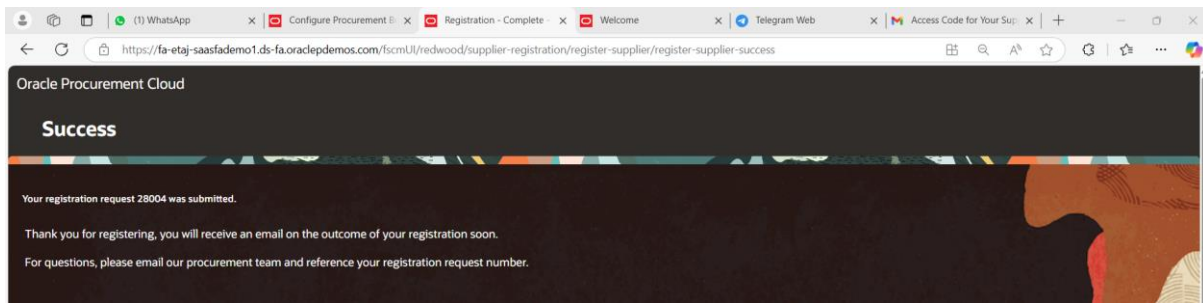 (1) WhatsApp
Configure Procurement B
Registration - Complete -
Welcome
Telegram Web
Access Code for Your Sup
https://fa-etaj-saasfademo1.ds-fa.oraclepdemos.com/fscmUI/redwood/supplier-registration/register-supplier/register-supplier-success
Oracle Procurement Cloud
Success
Your registration request 28004 was submitted.
Thank you for registering, you will receive an email on the outcome of your registration soon.
For questions, please email our procurement team and reference your registration request number.